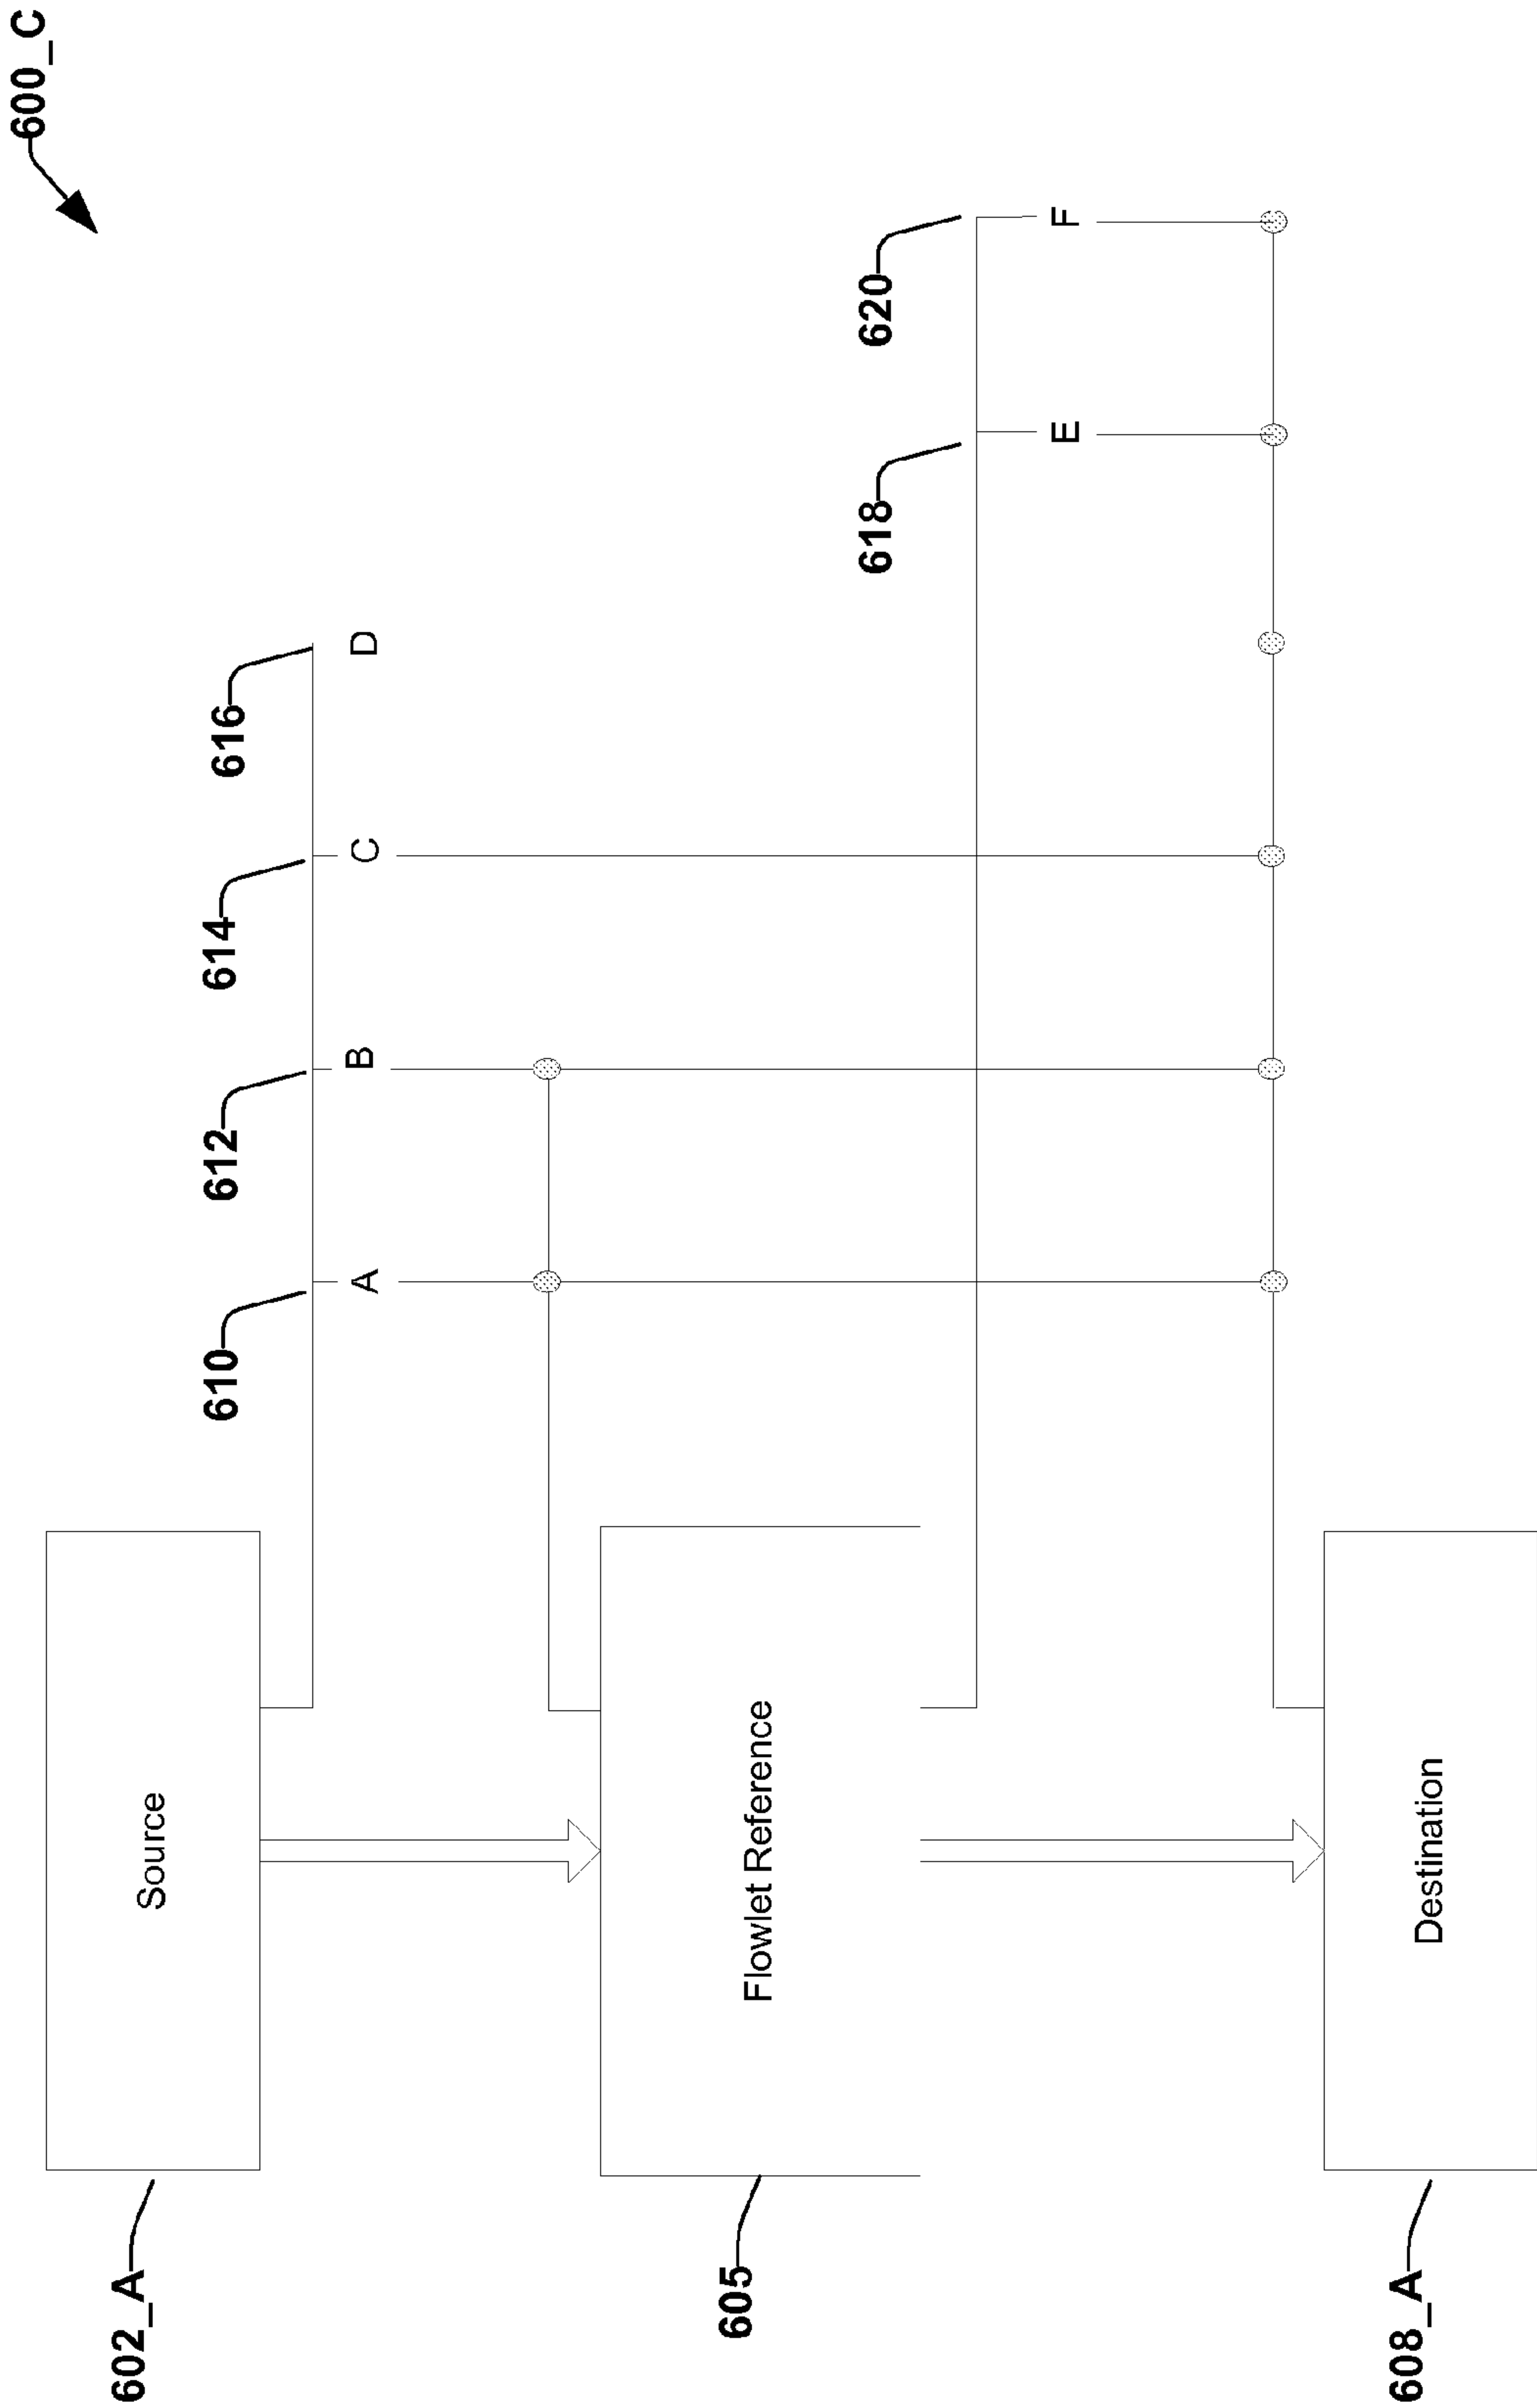 600_C
602_A
Source
610
A
612
B
614
C
616
D
605
Flowlet Reference
618
E
620
F
608_A
Destination